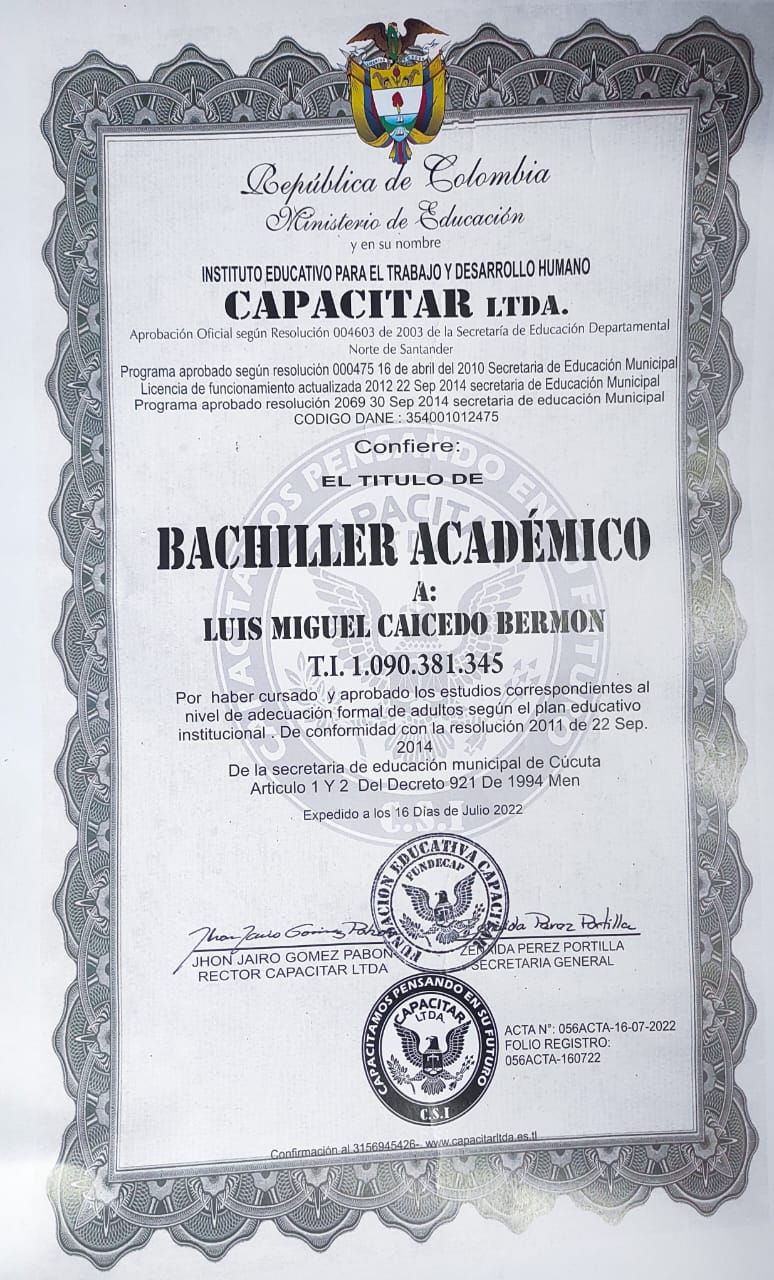 República de Colombia
Ministerio de Educación
y en su nombre
INSTITUTO EDUCATIVO PARA EL TRABAJO Y DESARROLLO HUMANO
CAPACITAR LTDA.
Aprobación Oficial según Resolución 004603 de 2003 de la Secretaría de Educación Departamental
Norte de Santander
Programa aprobado según resolución 000475 16 de abril del 2010 Secretaria de Educación Municipal
Licencia de funcionamiento actualizada 2012 22 Sep 2014 secretaria de Educación Municipal
Programa aprobado resolución 2069 30 Sep 2014 secretaria de educación Municipal
CODIGO DANE : 354001012475
Confiere:
EL TITULO DE
BACHILLER ACADÉMICO
A:
LUIS MIGUEL CAICEDO BERMON
T.I. 1.090.381.345
Por haber cursado y aprobado los estudios correspondientes al
nivel de adecuación formal de adultos según el plan educativo
institucional . De conformidad con la resolución 2011 de 22 Sep.
2014
De la secretaria de educación municipal de Cúcuta
Articulo 1 Y 2 Del Decreto 921 De 1994 Men
Expedido a los 16 Días de Julio 2022
CAPACITAMOS PENSANDO EN SU FUTURO
CAPACITAR
C.S.I
FUNDACION EDUCATIVA CAPACITAR
FUNDECAP
Jhon Jairo Gomez Pabon
Perez Portilla
JHON JAIRO GOMEZ PABON
RECTOR CAPACITAR LTDA
ZENAIDA PEREZ PORTILLA
SECRETARIA GENERAL
CAPACITAMOS PENSANDO EN SU FUTURO
CAPACITAR
LTDA
C.S.I
ACTA N°: 056ACTA-16-07-2022
FOLIO REGISTRO:
056ACTA-160722
Confirmación al 3156945426- www.capacitarltda.es.tl